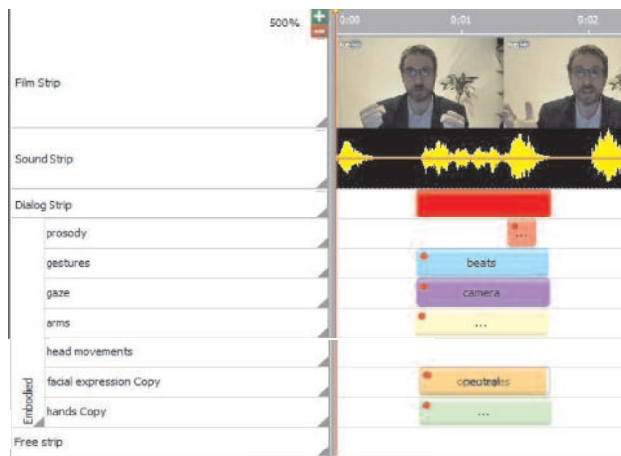 500%
0:00 0:01 0:02
Film Strip
Sound Strip
Dialog Strip
prosody
...
gestures
beats
gaze
camera
arms
...
head movements
Embodied
facial expression Copy
neutral
hands Copy
...
Free strip